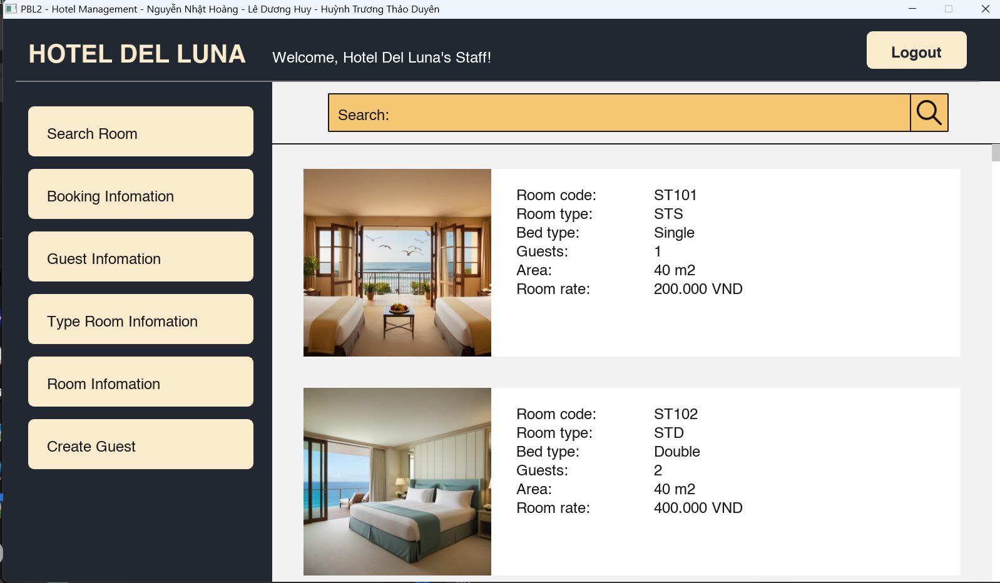 PBL2 - Hotel Management - Nguyễn Nhật Hoàng - Lê Dương Huy - Huỳnh Trương Thảo Duyên
HOTEL DEL LUNA
Welcome, Hotel Del Luna's Staff!
Logout
Search Room
Booking Infomation
Guest Infomation
Type Room Infomation
Room Infomation
Create Guest
Search:
Room code: ST101
Room type: STS
Bed type: Single
Guests: 1
Area: 40 m2
Room rate: 200.000 VND
Room code: ST102
Room type: STD
Bed type: Double
Guests: 2
Area: 40 m2
Room rate: 400.000 VND